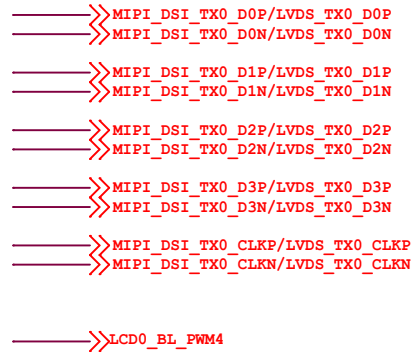 MIPI_DSI_TX0_D0P/LVDS_TX0_D0P
MIPI_DSI_TX0_D0N/LVDS_TX0_D0N
MIPI_DSI_TX0_D1P/LVDS_TX0_D1P
MIPI_DSI_TX0_D1N/LVDS_TX0_D1N
MIPI_DSI_TX0_D2P/LVDS_TX0_D2P
MIPI_DSI_TX0_D2N/LVDS_TX0_D2N
MIPI_DSI_TX0_D3P/LVDS_TX0_D3P
MIPI_DSI_TX0_D3N/LVDS_TX0_D3N
MIPI_DSI_TX0_CLKP/LVDS_TX0_CLKP
MIPI_DSI_TX0_CLKN/LVDS_TX0_CLKN
LCD0_BL_PWM4